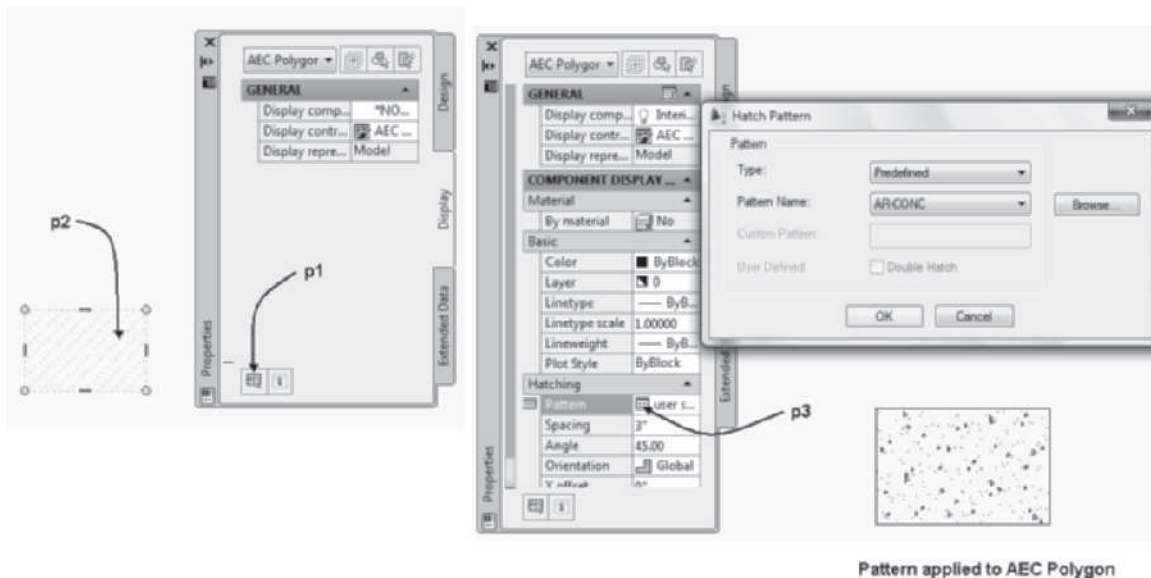 AEC Polygor
GENERAL
Display comp... *NO...
Display contr... AEC ...
Display repre... Model
Design
Display
Extended Data
Properties
p1
p2
AEC Polygor
GENERAL
Display comp... Interi...
Display contr... AEC ...
Display repre... Model
COMPONENT DISPLAY ...
Material
By material No
Basic
Color ByBlock
Layer 0
Linetype ByB...
Linetype scale 1.00000
Lineweight ByB...
Plot Style ByBlock
Hatching
Pattern user s...
Spacing 3"
Angle 45.00
Orientation Global
X offset 0"
Properties
Extended
p3
Hatch Pattern
Pattern
Type: Predefined
Pattern Name: AR-CONC Browse...
Custom Pattern:
User Defined Double Hatch
OK Cancel
Pattern applied to AEC Polygon